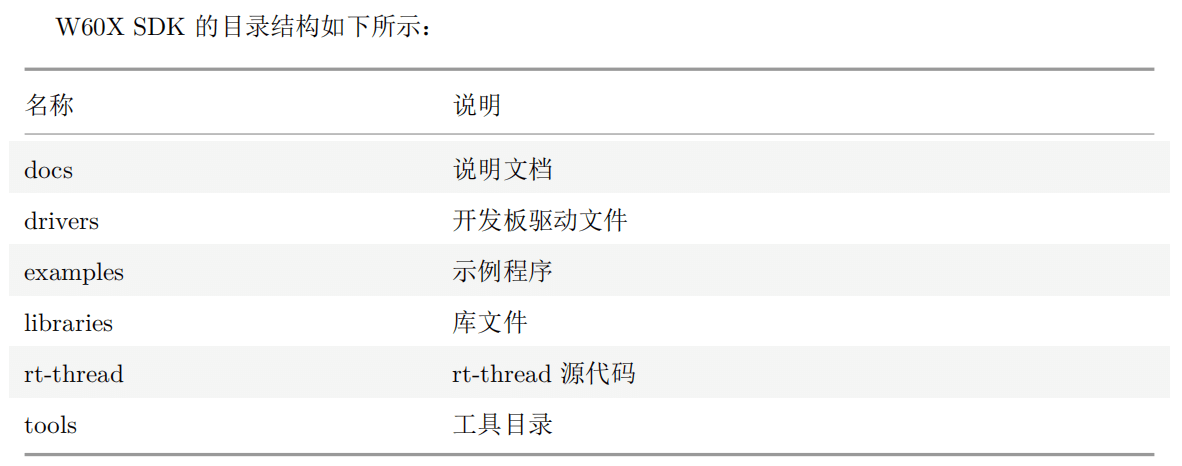 W60X SDK 的目录结构如下所示：
名称 说明
docs 说明文档
drivers 开发板驱动文件
examples 示例程序
libraries 库文件
rt-thread rt-thread 源代码
tools 工具目录